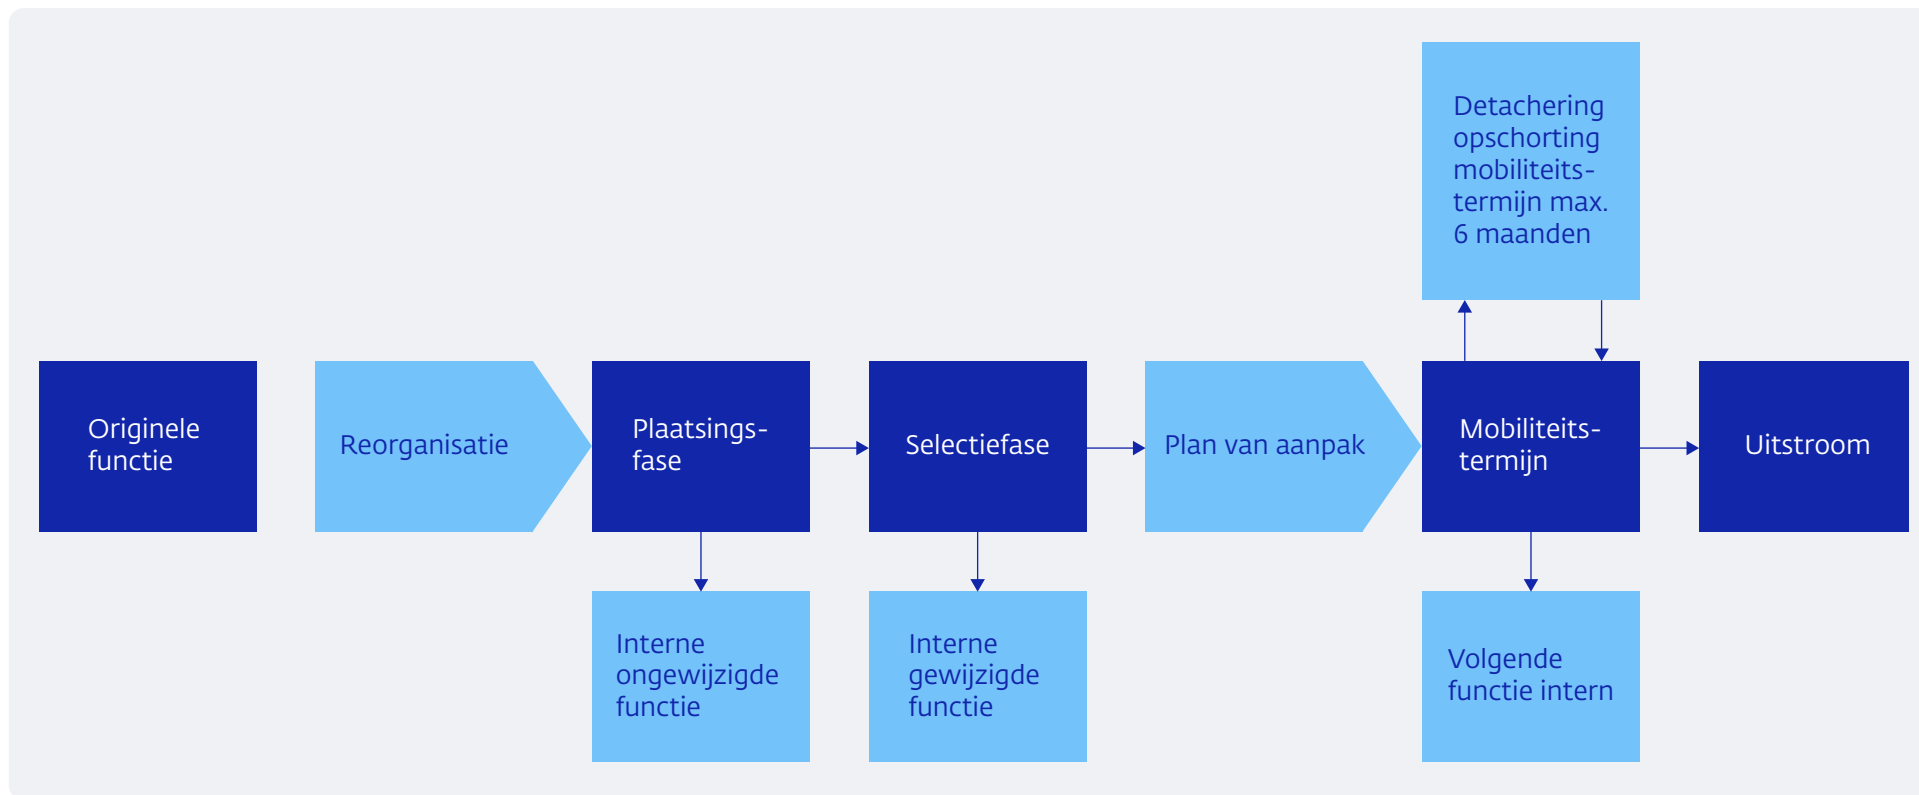 Detachering
opschorting
mobiliteits-
termijn max.
6 maanden
Originele
functie
Reorganisatie
Plaatsings-
fase
Selectiefase
Plan van aanpak
Mobiliteits-
termijn
Uitstroom
Interne
ongewijzigde
functie
Interne
gewijzigde
functie
Volgende
functie intern